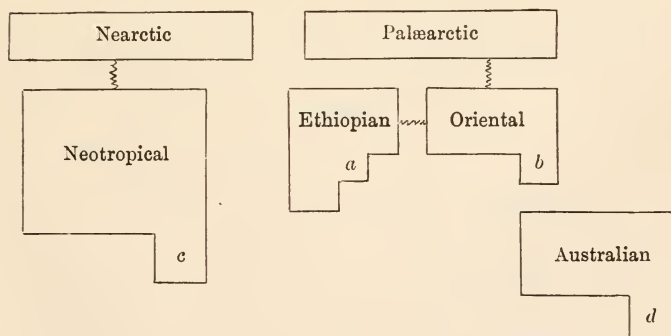 Nearctic
Palæarctic
Ethiopian
Oriental
Neotropical
a
b
c
Australian
d